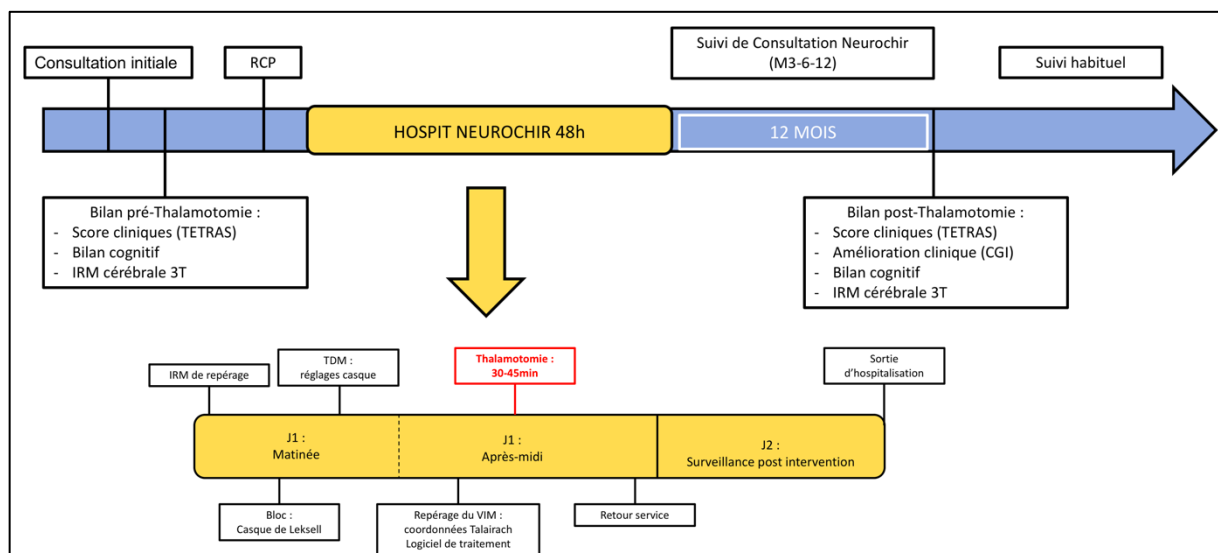 Consultation initiale
RCP
Suivi de Consultation Neurochir
(M3-6-12)
Suivi habituel
HOSPIT NEUROCHIR 48h
12 MOIS
Bilan pré-Thalamotomie :
- Score cliniques (TETRAS)
- Bilan cognitif
- IRM cérébrale 3T
Bilan post-Thalamotomie :
- Score cliniques (TETRAS)
- Amélioration clinique (CGI)
- Bilan cognitif
- IRM cérébrale 3T
IRM de repérage
TDM :
réglages casque
Thalamotomie :
30-45min
Sortie
d’hospitalisation
J1 :
Matinée
J1 :
Après-midi
J2 :
Surveillance post intervention
Bloc :
Casque de Leksell
Repérage du VIM :
coordonnées Talairach
Logiciel de traitement
Retour service